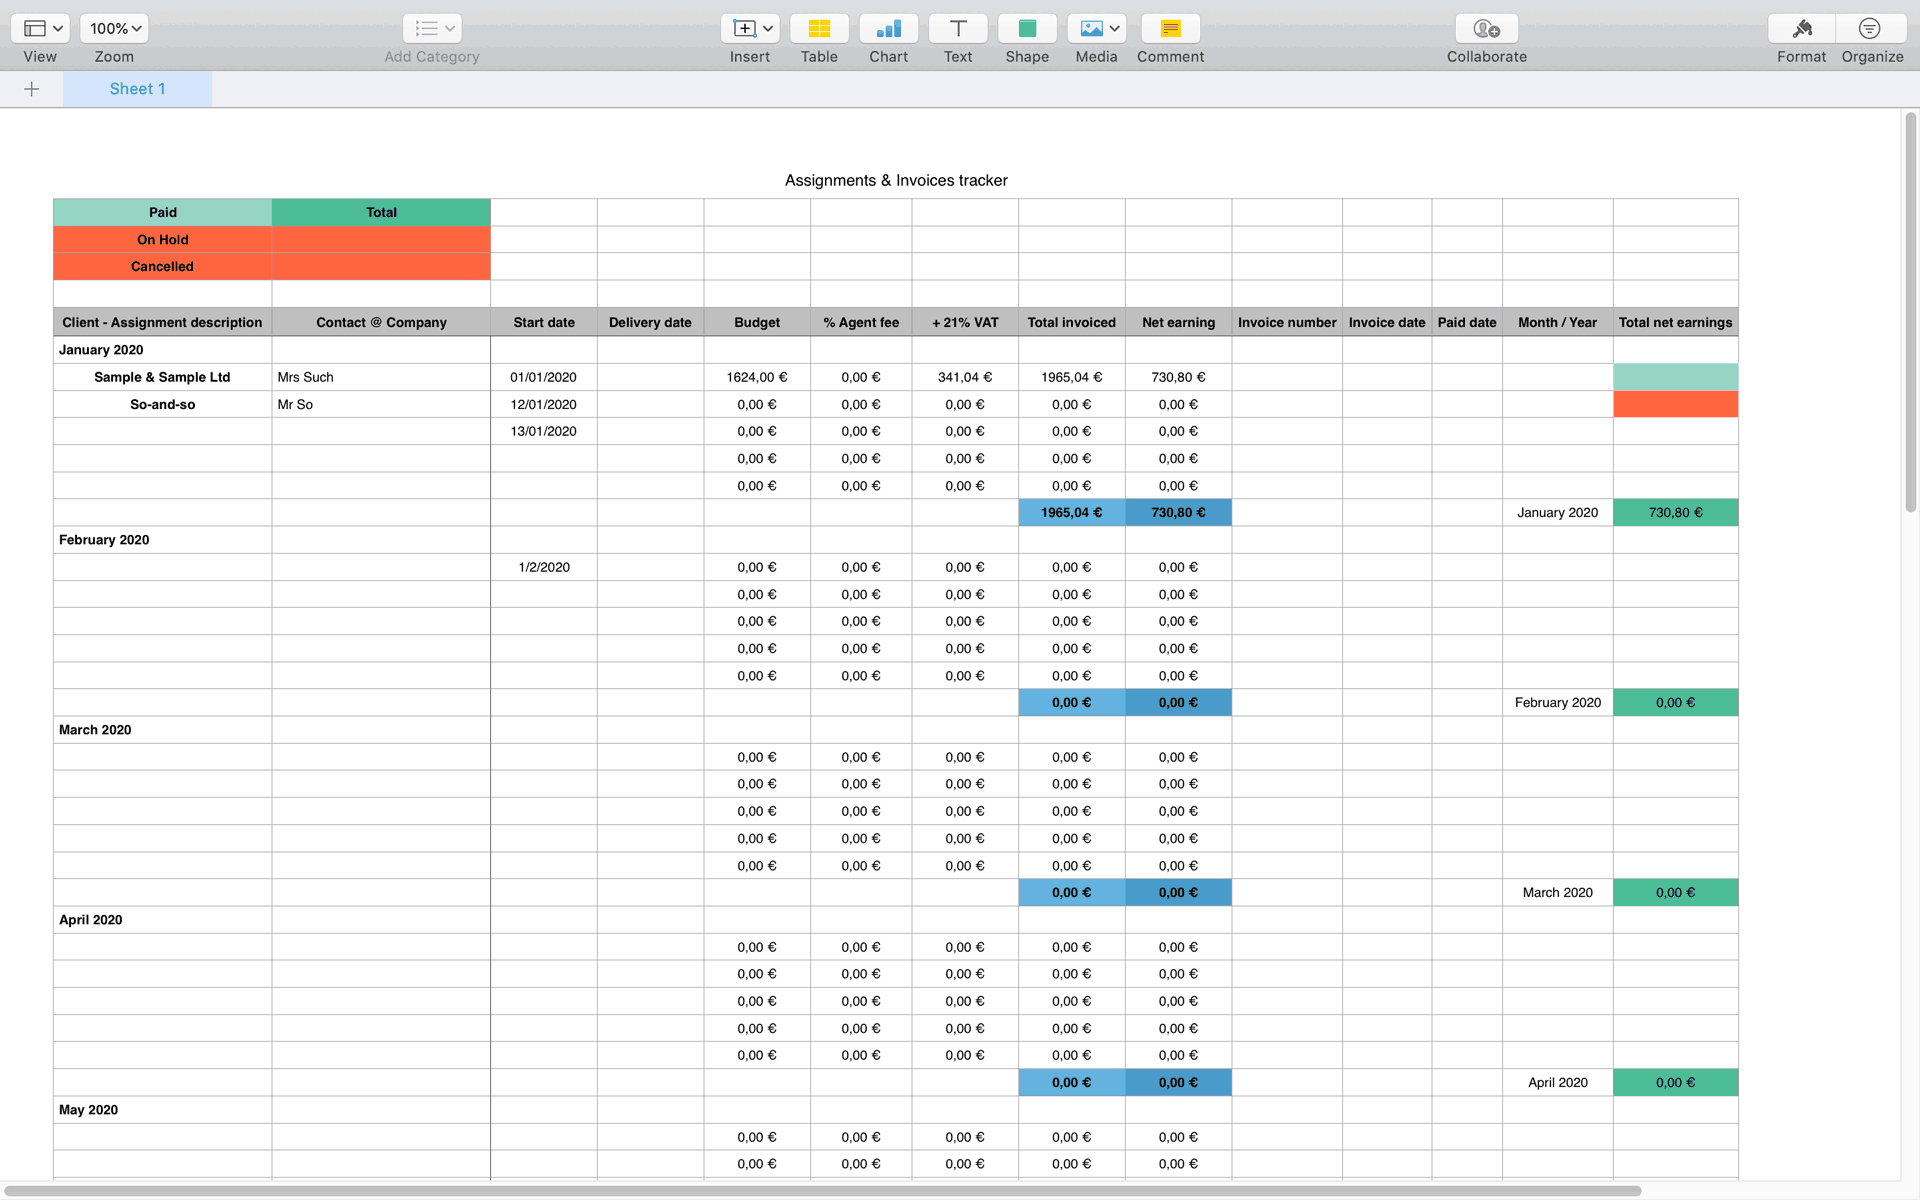 100%
View Zoom Add Category Insert Table Chart Text Shape Media Comment Collaborate Format Organize
Sheet 1
Assignments & Invoices tracker
Paid Total
On Hold
Cancelled
Client - Assignment description Contact @ Company Start date Delivery date Budget % Agent fee + 21% VAT Total invoiced Net earning Invoice number Invoice date Paid date Month / Year Total net earnings
January 2020
Sample & Sample Ltd Mrs Such 01/01/2020 1624,00 € 0,00 € 341,04 € 1965,04 € 730,80 €
So-and-so Mr So 12/01/2020 0,00 € 0,00 € 0,00 € 0,00 € 0,00 €
13/01/2020 0,00 € 0,00 € 0,00 € 0,00 € 0,00 €
0,00 € 0,00 € 0,00 € 0,00 € 0,00 €
0,00 € 0,00 € 0,00 € 0,00 € 0,00 €
1965,04 € 730,80 € January 2020 730,80 €
February 2020
1/2/2020 0,00 € 0,00 € 0,00 € 0,00 € 0,00 €
0,00 € 0,00 € 0,00 € 0,00 € 0,00 €
0,00 € 0,00 € 0,00 € 0,00 € 0,00 €
0,00 € 0,00 € 0,00 € 0,00 € 0,00 €
0,00 € 0,00 € 0,00 € 0,00 € 0,00 €
0,00 € 0,00 € February 2020 0,00 €
March 2020
0,00 € 0,00 € 0,00 € 0,00 € 0,00 €
0,00 € 0,00 € 0,00 € 0,00 € 0,00 €
0,00 € 0,00 € 0,00 € 0,00 € 0,00 €
0,00 € 0,00 € 0,00 € 0,00 € 0,00 €
0,00 € 0,00 € 0,00 € 0,00 € 0,00 €
0,00 € 0,00 € March 2020 0,00 €
April 2020
0,00 € 0,00 € 0,00 € 0,00 € 0,00 €
0,00 € 0,00 € 0,00 € 0,00 € 0,00 €
0,00 € 0,00 € 0,00 € 0,00 € 0,00 €
0,00 € 0,00 € 0,00 € 0,00 € 0,00 €
0,00 € 0,00 € 0,00 € 0,00 € 0,00 €
0,00 € 0,00 € April 2020 0,00 €
May 2020
0,00 € 0,00 € 0,00 € 0,00 € 0,00 €
0,00 € 0,00 € 0,00 € 0,00 € 0,00 €